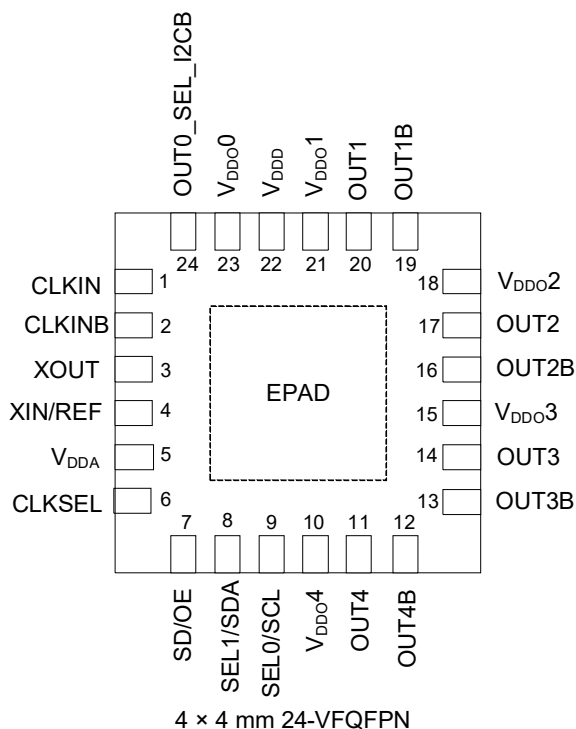 OUT0_SEL_I2CB
VDDO0
VDDD
VDDO1
OUT1
OUT1B
24
23
22
21
20
19
CLKIN
1
CLKINB
2
XOUT
3
XIN/REF
4
VDDA
5
CLKSEL
6
EPAD
18
VDDO2
17
OUT2
16
OUT2B
15
VDDO3
14
OUT3
13
OUT3B
7
8
9
10
11
12
SD/OE
SEL1/SDA
SEL0/SCL
VDDO4
OUT4
OUT4B
4 × 4 mm 24-VFQFPN